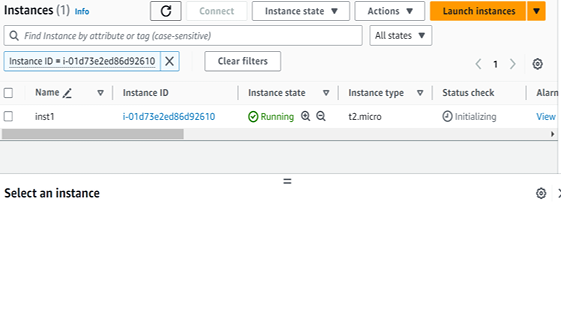 Instances (1) Info Connect Instance state Actions Launch instances
Find Instance by attribute or tag (case-sensitive) All states
Instance ID = i-01d73e2ed86d92610 Clear filters 1
Name Instance ID Instance state Instance type Status check Alarm
inst1 i-01d73e2ed86d92610 Running t2.micro Initializing View
Select an instance